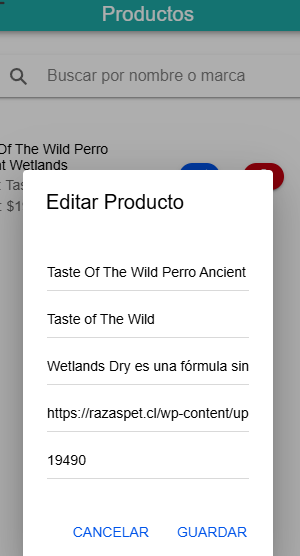 Productos
Buscar por nombre o marca
Of The Wild Perro
nt Wetlands
Editar Producto
Taste Of The Wild Perro Ancient
Taste of The Wild
Wetlands Dry es una fórmula sin
https://razaspet.cl/wp-content/up
19490
CANCELAR
GUARDAR